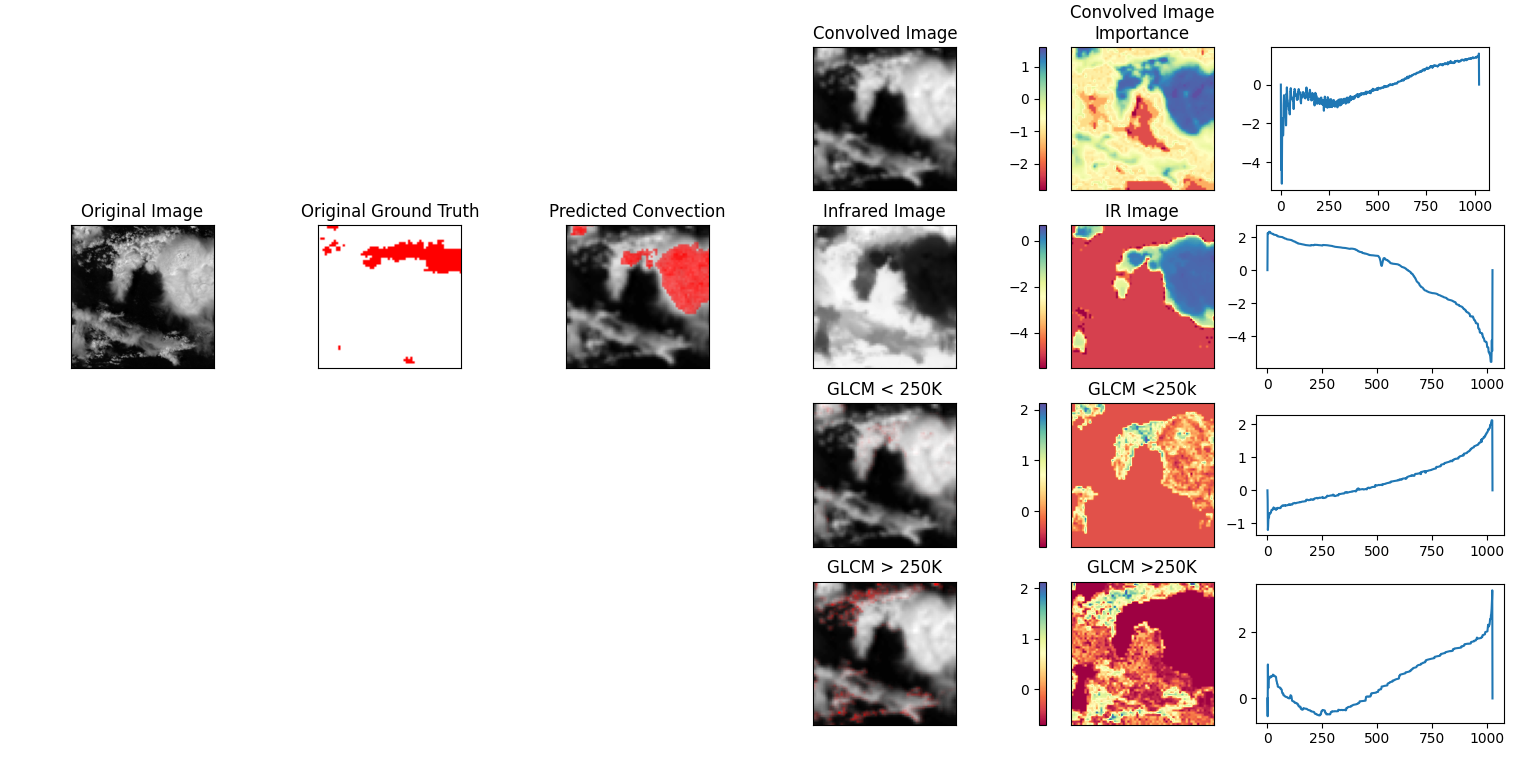 Convolved Image
Convolved Image
Importance
1
0
−1
−2
0
−2
−4
0 250 500 750 1000
Original Image
Original Ground Truth
Predicted Convection
Infrared Image
IR Image
0
−2
−4
2
0
−2
−4
0 250 500 750 1000
GLCM < 250K
GLCM <250k
2
1
0
2
1
0
−1
0 250 500 750 1000
GLCM > 250K
GLCM >250K
2
1
0
2
0
0 250 500 750 1000